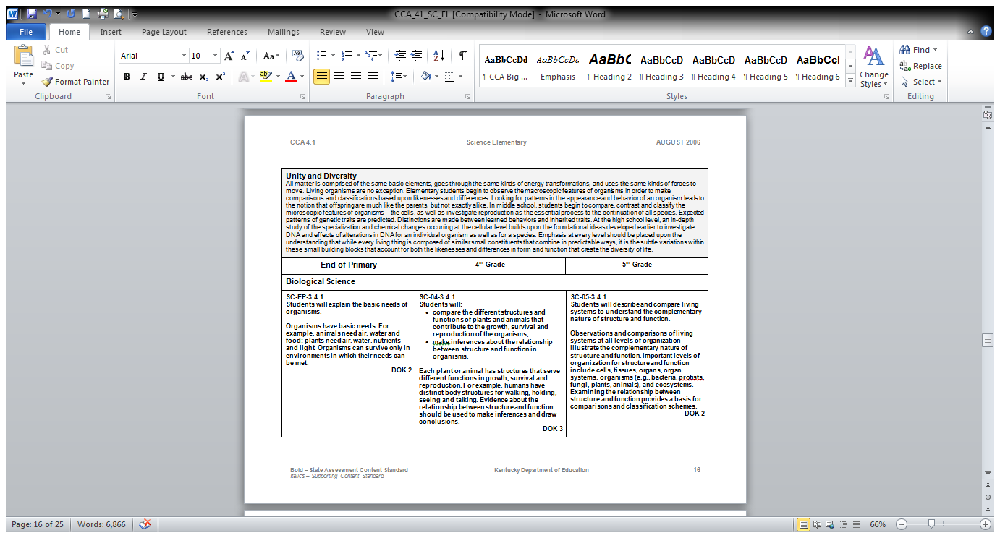 CCA_41_SC_EL [Compatibility Mode] - Microsoft Word
File Home Insert Page Layout References Mailings Review View
Paste
Cut
Copy
Format Painter
Clipboard
Arial 10
Font
Paragraph
AaBbCcDd AaBbCcDc AaBbC AaBbCcD AaBbCcD AaBbCcD AaBbCcI
¶ CCA Big ... Emphasis ¶ Heading 2 ¶ Heading 3 ¶ Heading 4 ¶ Heading 5 ¶ Heading 6
Styles
Change
Styles
Find
Replace
Select
Editing
CCA 4.1 Science Elementary AUGUST 2006
Unity and Diversity
All matter is comprised of the same basic elements, goes through the same kinds of energy transformations, and uses the same kinds of forces to
move. Living organisms are no exception. Elementary students begin to observe the macroscopic features of organisms in order to make
comparisons and classifications based upon likenesses and differences. Looking for patterns in the appearance and behavior of an organism leads to
the notion that offspring are much like the parents, but not exactly alike. In middle school, students begin to compare, contrast and classify the
microscopic features of organisms—the cells, as well as investigate reproduction as the essential process to the continuation of all species. Expected
patterns of genetic traits are predicted. Distinctions are made between learned behaviors and inherited traits. At the high school level, an in-depth
study of the specialization and chemical changes occurring at the cellular level builds upon the foundational ideas developed earlier to investigate
DNA and effects of alterations in DNA for an individual organism as well as for a species. Emphasis at every level should be placed upon the
understanding that while every living thing is composed of similar small constituents that combine in predictable ways, it is the subtle variations within
these small building blocks that account for both the likenesses and differences in form and function that create the diversity of life.
End of Primary 4th Grade 5th Grade
Biological Science
SC-EP-3.4.1
Students will explain the basic needs of
organisms.
Organisms have basic needs. For
example, animals need air, water and
food; plants need air, water, nutrients
and light. Organisms can survive only in
environments in which their needs can
be met.
DOK 2
SC-04-3.4.1
Students will:
• compare the different structures and
functions of plants and animals that
contribute to the growth, survival and
reproduction of the organisms;
• make inferences about the relationship
between structure and function in
organisms.
Each plant or animal has structures that serve
different functions in growth, survival and
reproduction. For example, humans have
distinct body structures for walking, holding,
seeing and talking. Evidence about the
relationship between structure and function
should be used to make inferences and draw
conclusions.
DOK 3
SC-05-3.4.1
Students will describe and compare living
systems to understand the complementary
nature of structure and function.
Observations and comparisons of living
systems at all levels of organization
illustrate the complementary nature of
structure and function. Important levels of
organization for structure and function
include cells, tissues, organs, organ
systems, organisms (e.g., bacteria, protists,
fungi, plants, animals), and ecosystems.
Examining the relationship between
structure and function provides a basis for
comparisons and classification schemes.
DOK 2
Bold – State Assessment Content Standard Kentucky Department of Education 16
Italics – Supporting Content Standard
Page: 16 of 25 Words: 6,866 66%